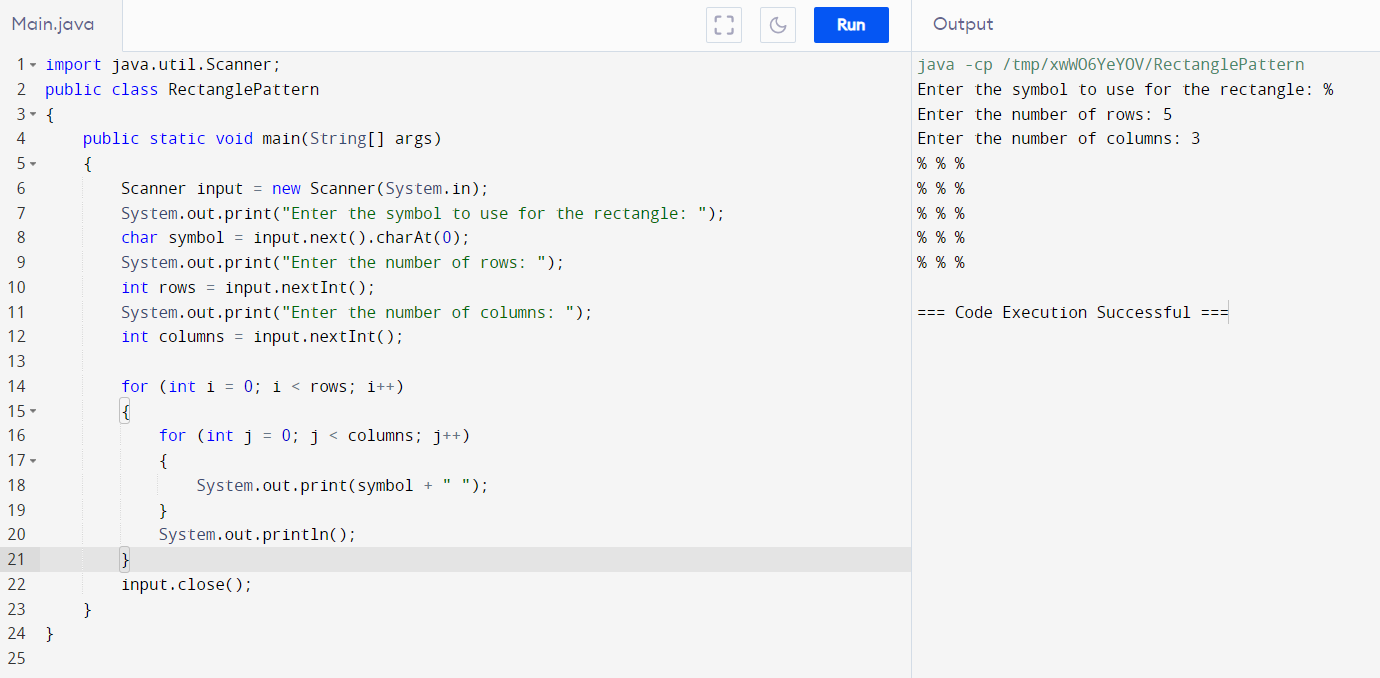 Main.java
Run
Output
1 import java.util.Scanner;
2 public class RectanglePattern
3 {
4     public static void main(String[] args)
5     {
6         Scanner input = new Scanner(System.in);
7         System.out.print("Enter the symbol to use for the rectangle: ");
8         char symbol = input.next().charAt(0);
9         System.out.print("Enter the number of rows: ");
10         int rows = input.nextInt();
11         System.out.print("Enter the number of columns: ");
12         int columns = input.nextInt();
13
14         for (int i = 0; i < rows; i++)
15         {
16             for (int j = 0; j < columns; j++)
17             {
18                 System.out.print(symbol + " ");
19             }
20             System.out.println();
21         }
22         input.close();
23     }
24 }
25
java -cp /tmp/xwWO6YeYOV/RectanglePattern
Enter the symbol to use for the rectangle: %
Enter the number of rows: 5
Enter the number of columns: 3
% % %
% % %
% % %
% % %
% % %
=== Code Execution Successful ===